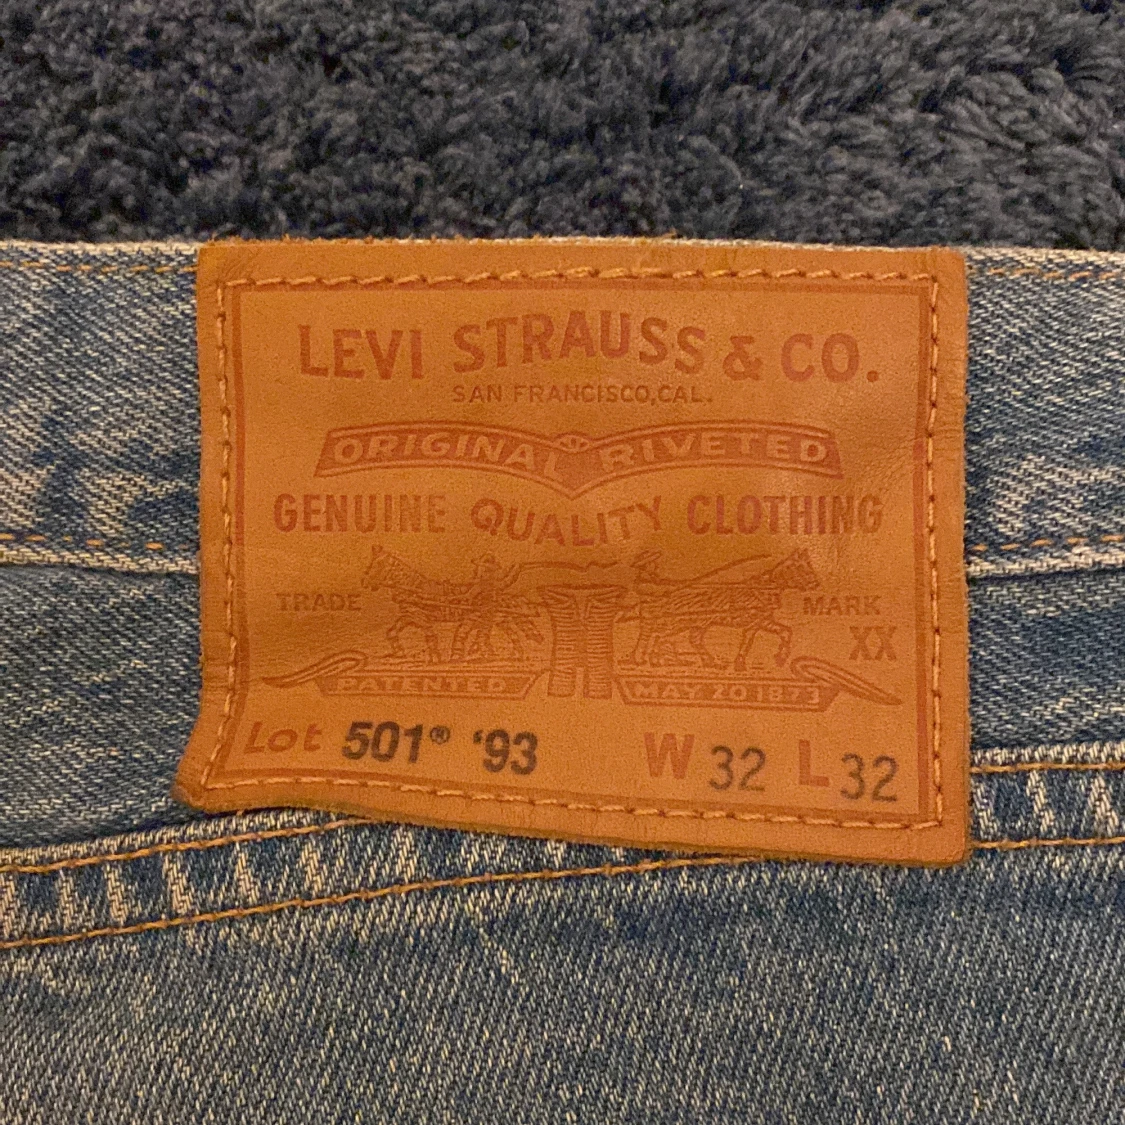 LEVI STRAUSS & CO.
SAN FRANCISCO, CAL.
ORIGINAL RIVETED
GENUINE QUALITY CLOTHING
TRADE MARK
XX
PATENTED MAY 20 1873
Lot 501® '93 W 32 L 32